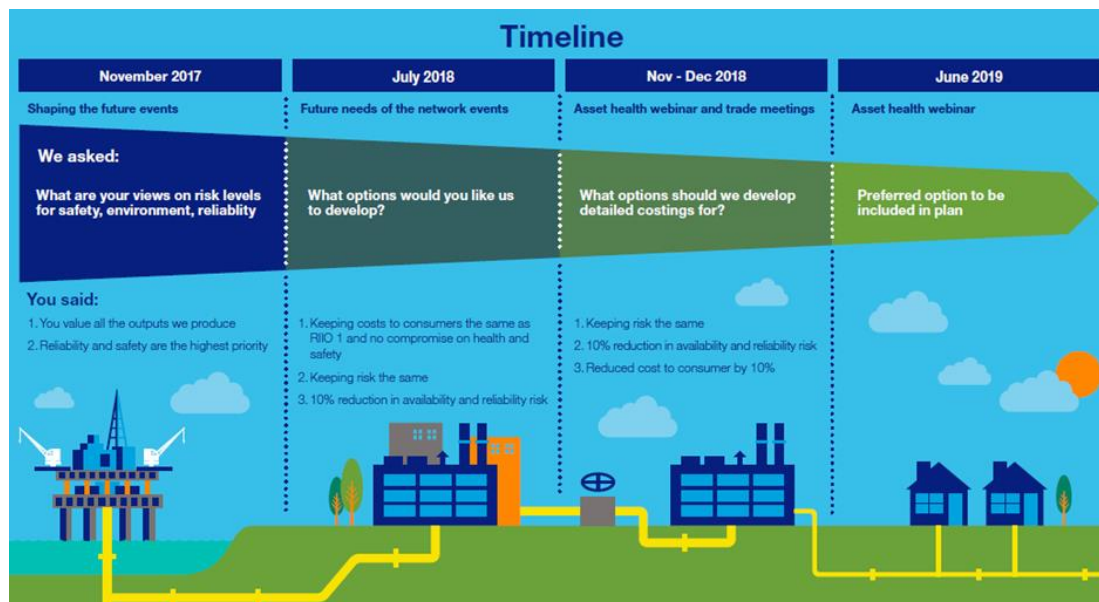 Timeline
November 2017
July 2018
Nov - Dec 2018
June 2019
Shaping the future events
Future needs of the network events
Asset health webinar and trade meetings
Asset health webinar
We asked:
What are your views on risk levels
for safety, environment, reliablity
What options would you like us
to develop?
What options should we develop
detailed costings for?
Preferred option to be
included in plan
You said:
1. You value all the outputs we produce
2. Reliability and safety are the highest priority
1. Keeping costs to consumers the same as
RIIO 1 and no compromise on health and
safety
2. Keeping risk the same
3. 10% reduction in availability and reliability risk
1. Keeping risk the same
2. 10% reduction in availability and reliability risk
3. Reduced cost to consumer by 10%